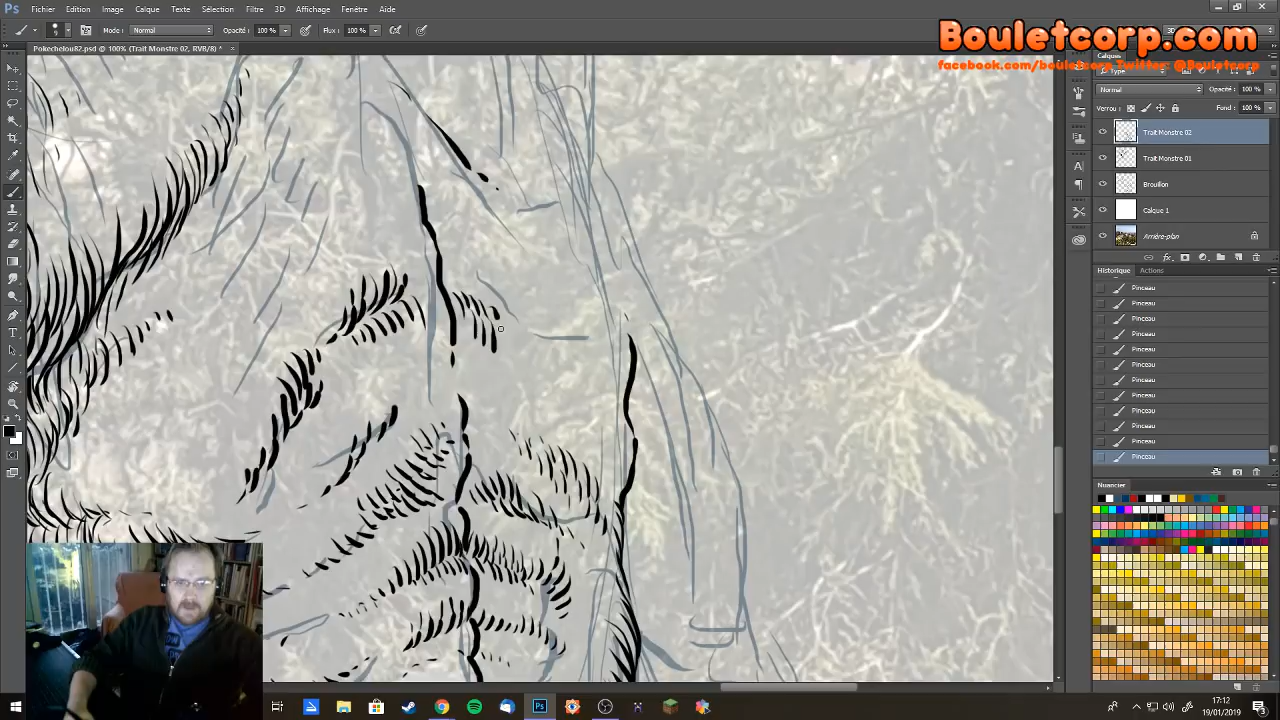 Fichier Edition Image Calque Texte Sélection Filtre 3D Affichage Fenêtre Aide
Mode : Normal Opacité : 100 % Flux : 100 %
Bouletcorp.com
facebook.com/bouletcorp Twitter: @Bouletcorp
Pokechelou82.psd @ 100% (Trait Monstre 02, RVB/8) *
Calques
Type
Normal Opacité : 100 %
Verrou : Fond : 100 %
Trait Monstre 02
Trait Monstre 01
Brouillon
Calque 1
Arrière-plan
Historique Actions
Pinceau
Pinceau
Pinceau
Pinceau
Pinceau
Pinceau
Pinceau
Pinceau
Pinceau
Pinceau
Pinceau
Pinceau
Nuancier
17:12
19/01/2019